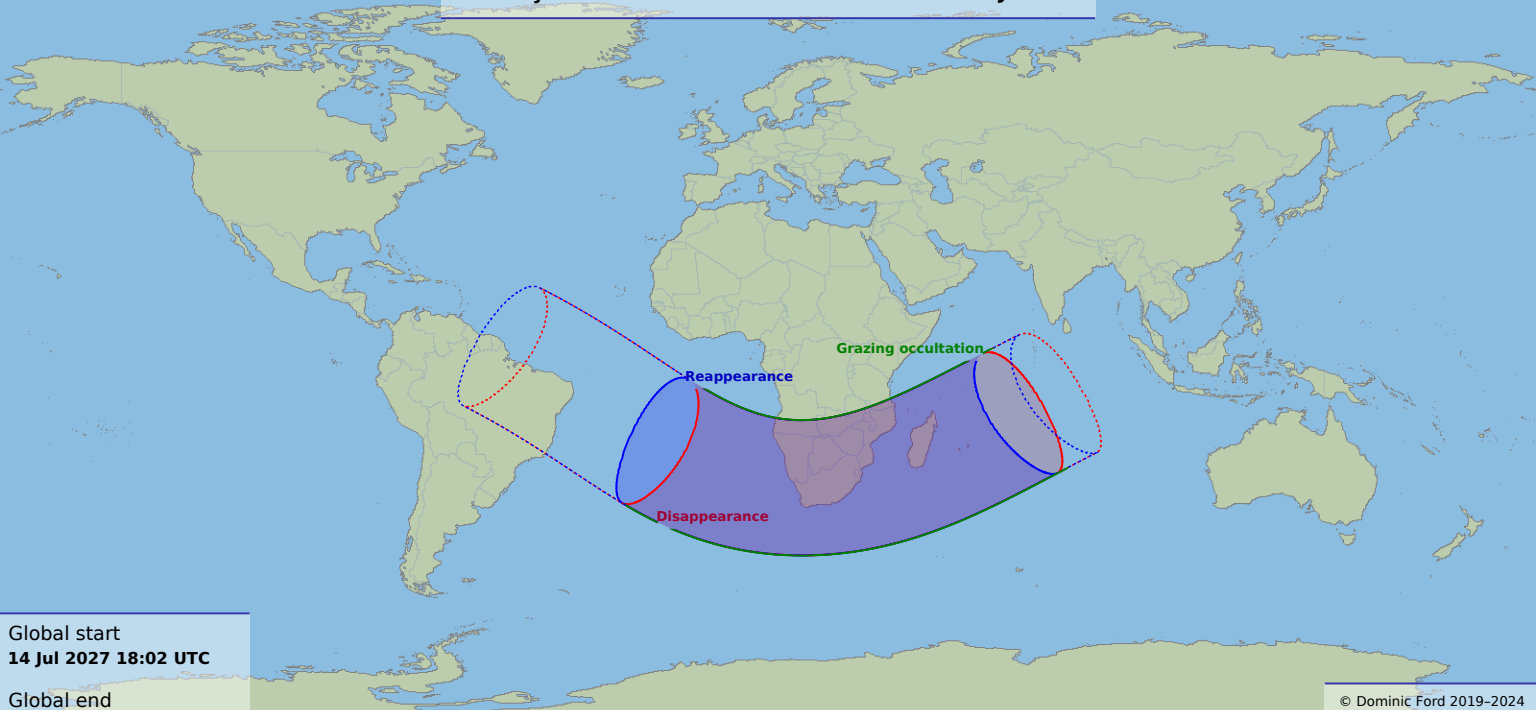 Grazing occultation
Reappearance
Disappearance
Global start
14 Jul 2027 18:02 UTC
Global end
© Dominic Ford 2019–2024